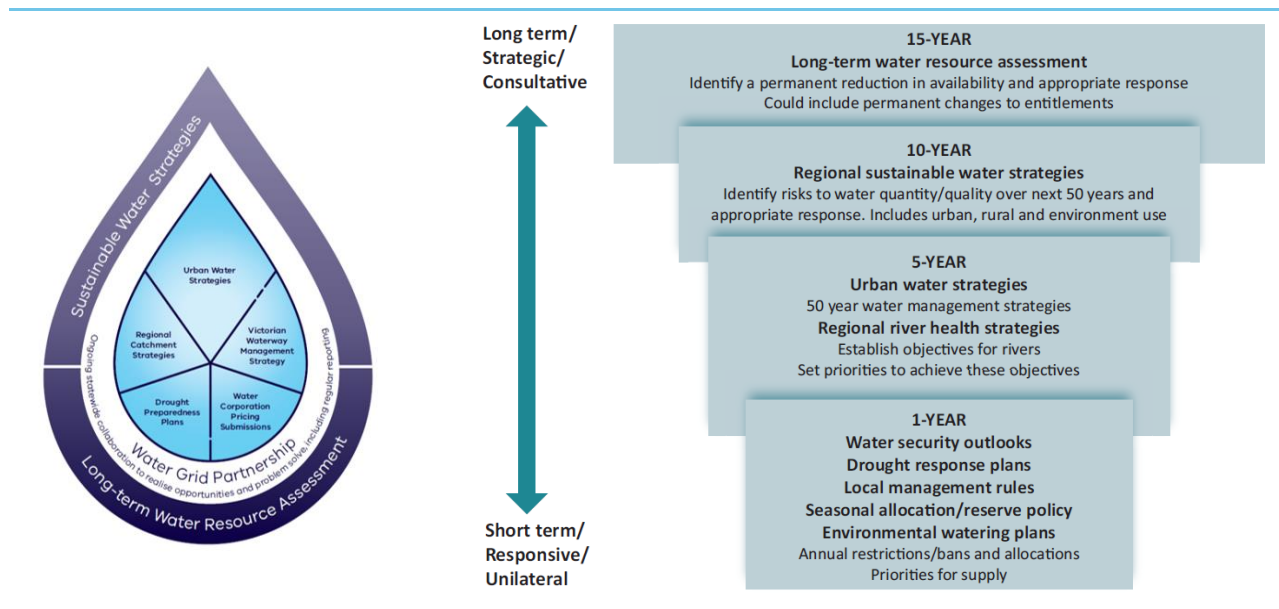 Sustainable Water Strategies
Urban Water
Strategies
Regional
Catchment
Strategies
Victorian
Waterway
Management
Strategy
Drought
Preparedness
Plans
Water
Corporation
Pricing
Submissions
Water Grid Partnership
Ongoing statewide collaboration to realise opportunities and problem solve, including regular reporting
Long-term Water Resource Assessment
Long term/
Strategic/
Consultative
Short term/
Responsive/
Unilateral
15-YEAR
Long-term water resource assessment
Identify a permanent reduction in availability and appropriate response
Could include permanent changes to entitlements
10-YEAR
Regional sustainable water strategies
Identify risks to water quantity/quality over next 50 years and
appropriate response. Includes urban, rural and environment use
5-YEAR
Urban water strategies
50 year water management strategies
Regional river health strategies
Establish objectives for rivers
Set priorities to achieve these objectives
1-YEAR
Water security outlooks
Drought response plans
Local management rules
Seasonal allocation/reserve policy
Environmental watering plans
Annual restrictions/bans and allocations
Priorities for supply